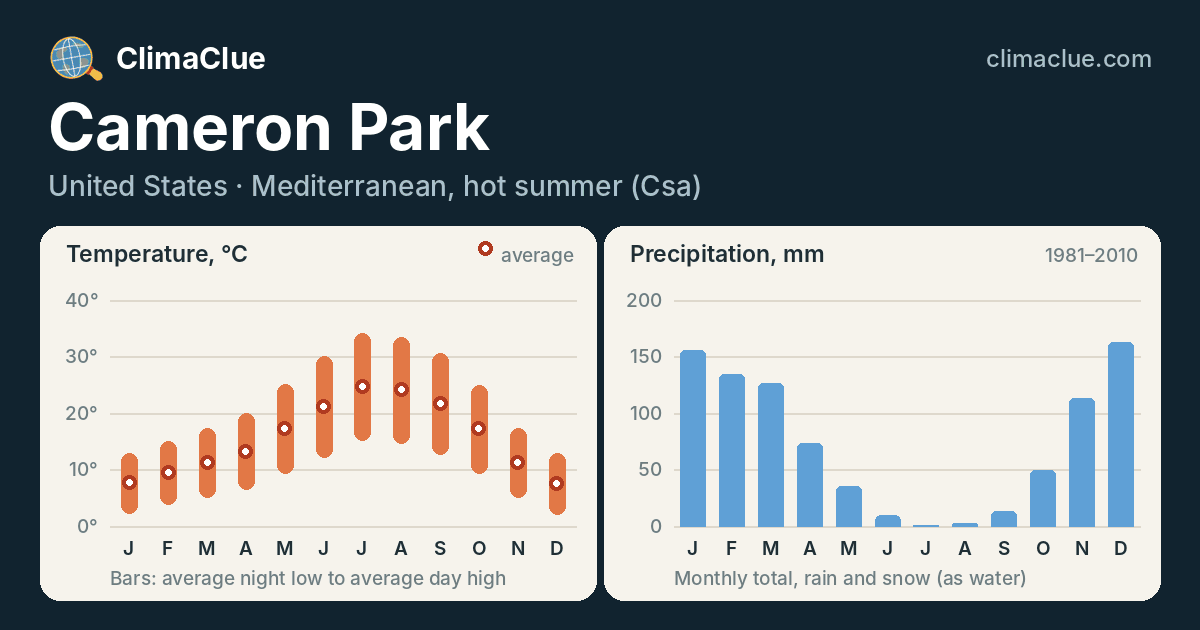 ClimaClue
climaclue.com
Cameron Park
United States · Mediterranean, hot summer (Csa)
Temperature, °C
average
40°
30°
20°
10°
0°
J F M A M J J A S O N D
Bars: average night low to average day high
Precipitation, mm
1981–2010
200
150
100
50
0
J F M A M J J A S O N D
Monthly total, rain and snow (as water)